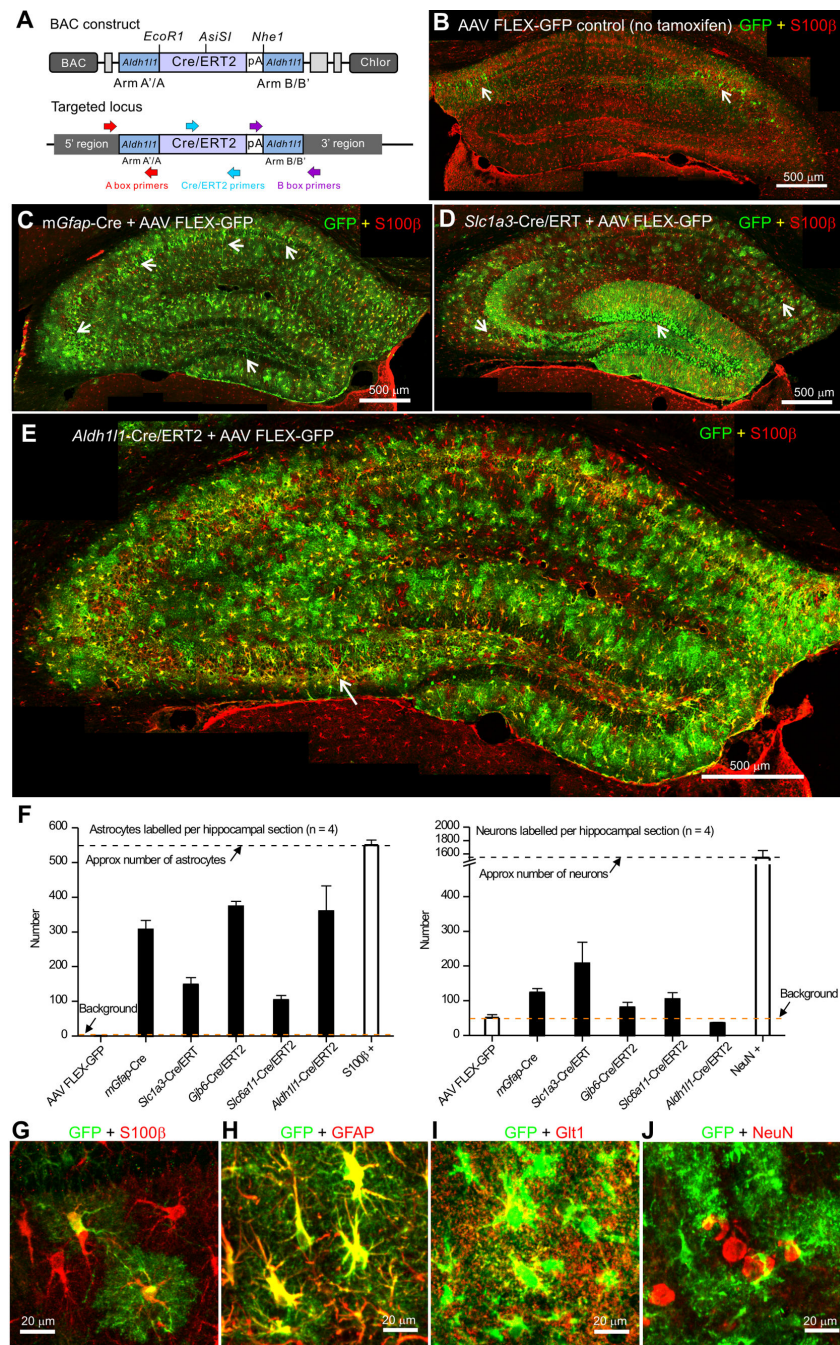 A
BAC construct
EcoR1 AsiSI Nhe1
BAC Aldh1l1 Cre/ERT2 pA Aldh1l1 Chlor
Arm A'/A Arm B/B'
Targeted locus
5' region Aldh1l1 Cre/ERT2 pA Aldh1l1 3' region
Arm A'/A Arm B/B'
A box primers Cre/ERT2 primers B box primers
B AAV FLEX-GFP control (no tamoxifen) GFP + S100β
500 µm
C mGfap-Cre + AAV FLEX-GFP GFP + S100β
500 µm
D Slc1a3-Cre/ERT + AAV FLEX-GFP
GFP + S100β
500 µm
E Aldh1l1-Cre/ERT2 + AAV FLEX-GFP GFP + S100β
500 µm
F
Astrocytes labelled per hippocampal section (n = 4)
Approx number of astrocytes
Background
Number
600
500
400
300
200
100
0
AAV FLEX-GFP
mGfap-Cre
Slc1a3-Cre/ERT
Gjb6-Cre/ERT2
Slc6a11-Cre/ERT2
Aldh1l1-Cre/ERT2
S100β +
Neurons labelled per hippocampal section (n = 4)
Approx number of neurons
Background
Number
2000
1800
1600
1400
400
300
200
100
0
AAV FLEX-GFP
mGfap-Cre
Slc1a3-Cre/ERT
Gjb6-Cre/ERT2
Slc6a11-Cre/ERT2
Aldh1l1-Cre/ERT2
NeuN +
G GFP + S100β
20 µm
H GFP + GFAP
20 µm
I GFP + Glt1
20 µm
J GFP + NeuN
20 µm